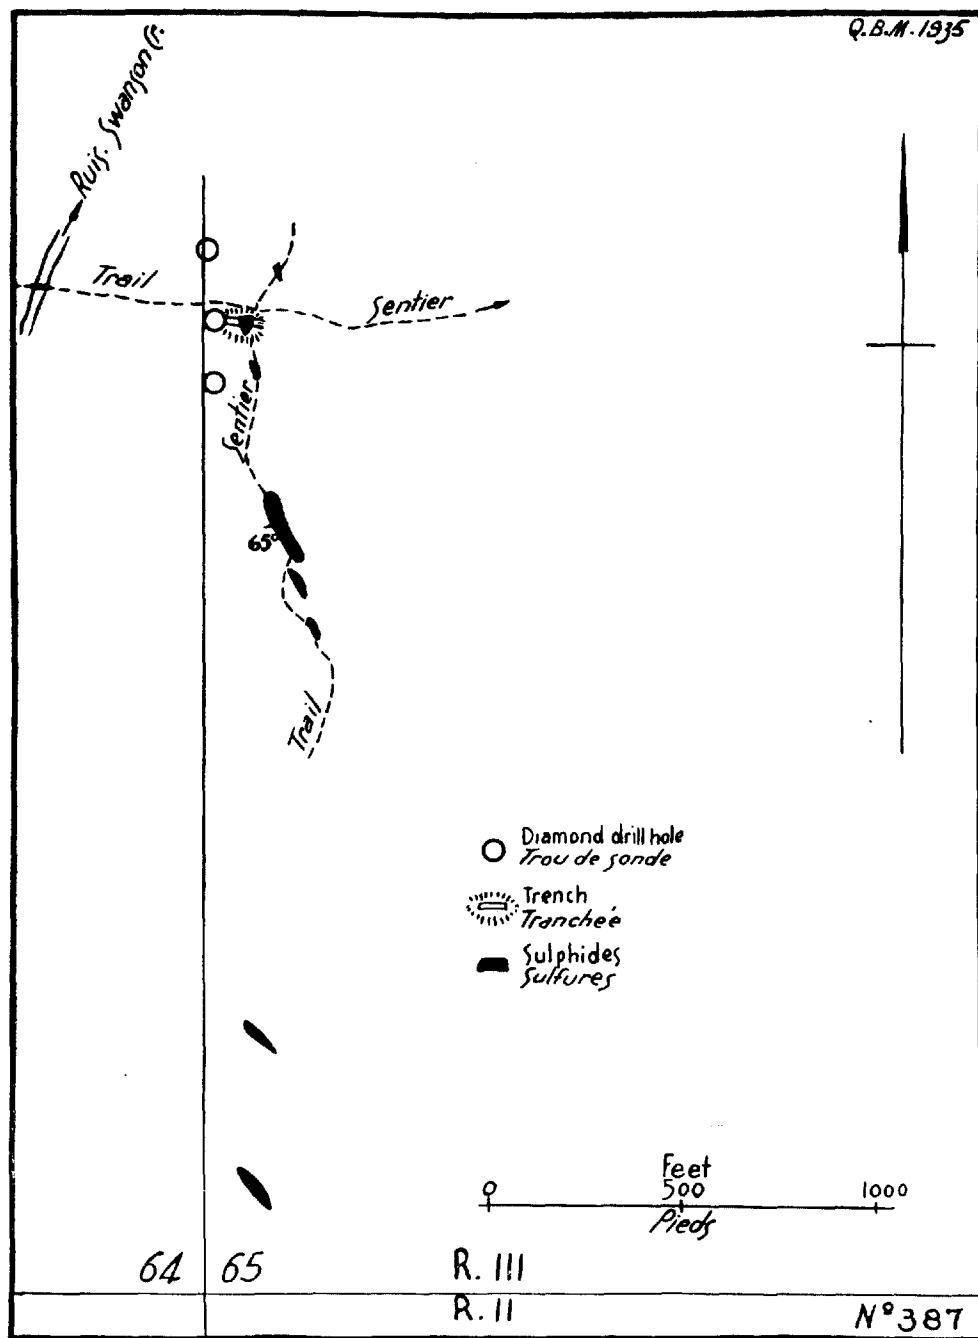 Q.B.M. 1935
Ruis. Swanson Cr.
Trail
Sentier
Sentier
65°
Trail
Diamond drill hole
Trou de sonde
Trench
Tranchée
Sulphides
Sulfures
Feet
0 500 1000
Pieds
64 65 R. III
R. II
Nº 387